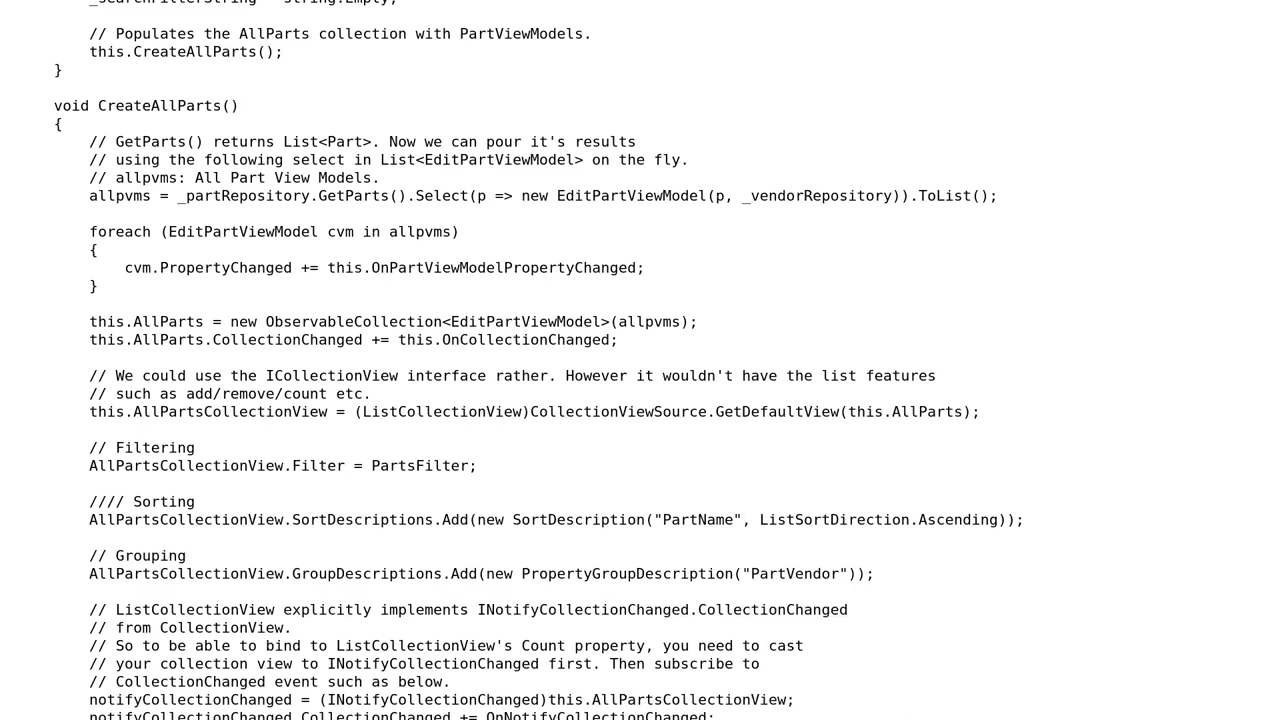 _searchFilterString = string.Empty;
// Populates the AllParts collection with PartViewModels.
this.CreateAllParts();
}
void CreateAllParts()
{
// GetParts() returns List<Part>. Now we can pour it's results
// using the following select in List<EditPartViewModel> on the fly.
// allpvms: All Part View Models.
allpvms = _partRepository.GetParts().Select(p => new EditPartViewModel(p, _vendorRepository)).ToList();
foreach (EditPartViewModel cvm in allpvms)
{
cvm.PropertyChanged += this.OnPartViewModelPropertyChanged;
}
this.AllParts = new ObservableCollection<EditPartViewModel>(allpvms);
this.AllParts.CollectionChanged += this.OnCollectionChanged;
// We could use the ICollectionView interface rather. However it wouldn't have the list features
// such as add/remove/count etc.
this.AllPartsCollectionView = (ListCollectionView)CollectionViewSource.GetDefaultView(this.AllParts);
// Filtering
AllPartsCollectionView.Filter = PartsFilter;
//// Sorting
AllPartsCollectionView.SortDescriptions.Add(new SortDescription("PartName", ListSortDirection.Ascending));
// Grouping
AllPartsCollectionView.GroupDescriptions.Add(new PropertyGroupDescription("PartVendor"));
// ListCollectionView explicitly implements INotifyCollectionChanged.CollectionChanged
// from CollectionView.
// So to be able to bind to ListCollectionView's Count property, you need to cast
// your collection view to INotifyCollectionChanged first. Then subscribe to
// CollectionChanged event such as below.
notifyCollectionChanged = (INotifyCollectionChanged)this.AllPartsCollectionView;
notifyCollectionChanged.CollectionChanged += OnNotifyCollectionChanged;